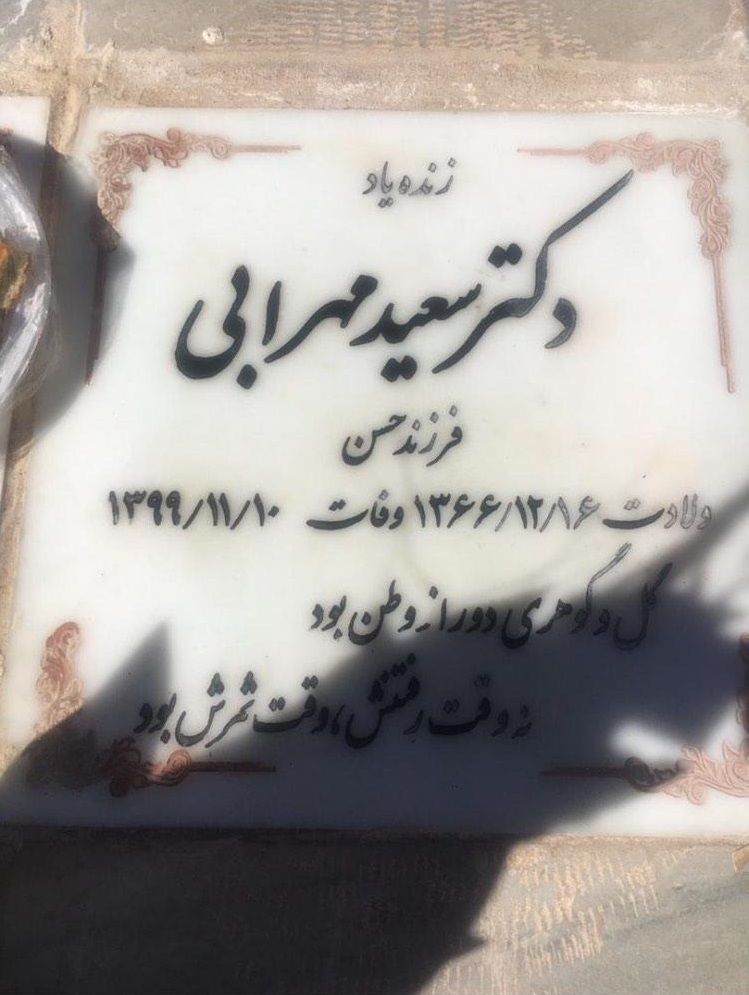 زنده یاد
دکتر سعید مهرابی
فرزند حسن
ولادت ۱۳۶۶/۱۲/۱۶ وفات ۱۳۹۹/۱۱/۱۰
گل و گوهری دور از وطن بود
نه وقت رفتنش، وقت ثمرش بود